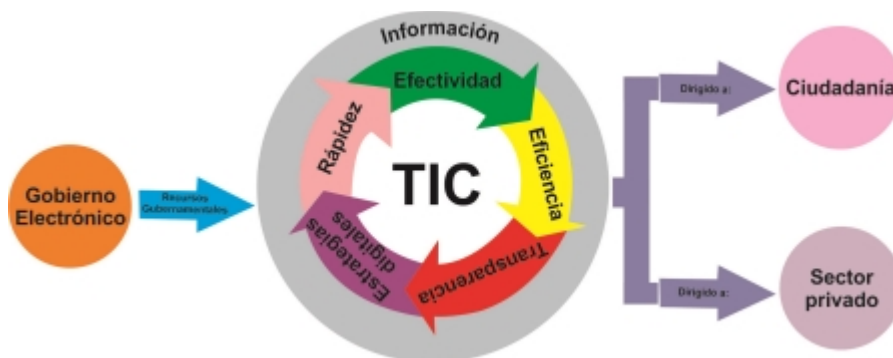 Gobierno
Electrónico
Recursos
Gubernamentales
Información
Efectividad
Eficiencia
Transparencia
Estrategias
digitales
Rápidez
TIC
Dirigido a:
Ciudadanía
Dirigido a:
Sector
privado